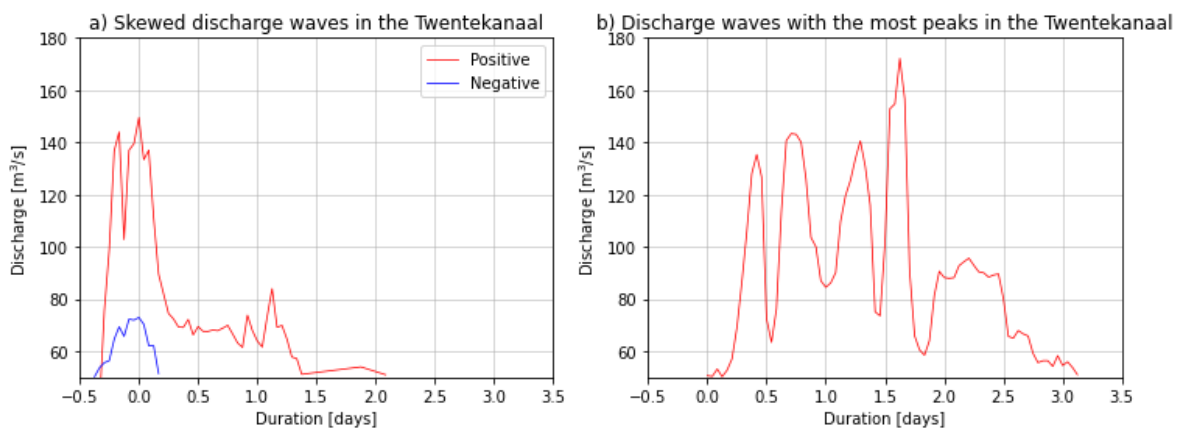 a) Skewed discharge waves in the Twentekanaal
180
160
140
120
100
80
60
Discharge [m³/s]
Positive
Negative
−0.5 0.0 0.5 1.0 1.5 2.0 2.5 3.0 3.5
Duration [days]
b) Discharge waves with the most peaks in the Twentekanaal
180
160
140
120
100
80
60
Discharge [m³/s]
−0.5 0.0 0.5 1.0 1.5 2.0 2.5 3.0 3.5
Duration [days]